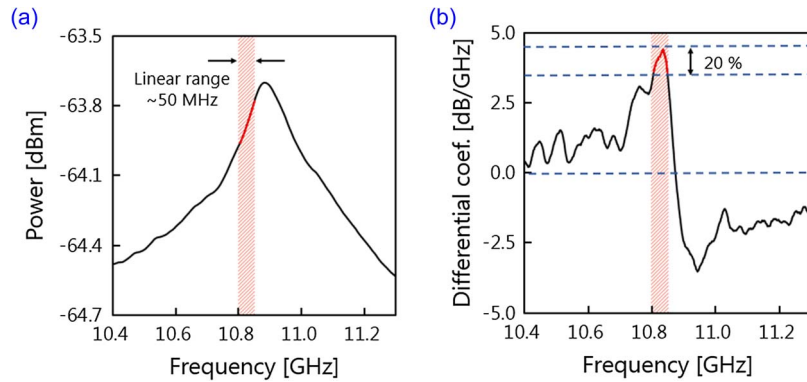 (a)
-63.5
-63.8
-64.1
-64.4
-64.7
Power [dBm]
Linear range
~50 MHz
10.4 10.6 10.8 11.0 11.2
Frequency [GHz]
(b)
5.0
2.5
0.0
-2.5
-5.0
Differential coef. [dB/GHz]
20 %
10.4 10.6 10.8 11.0 11.2
Frequency [GHz]